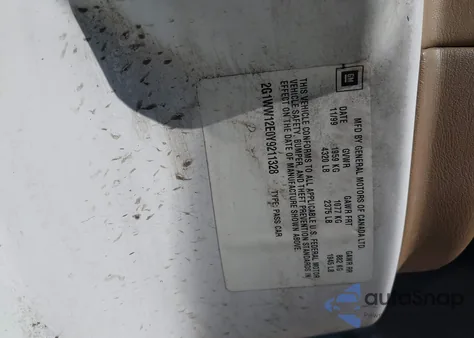 GM
MFD BY GENERAL MOTORS OF CANADA LTD
DATE GVWR GAWR FRT GAWR RR
11/99 1959 KG 1077 KG 882 KG
4320 LB 2375 LB 1945 LB
THIS VEHICLE CONFORMS TO ALL APPLICABLE U.S. FEDERAL MOTOR
VEHICLE SAFETY, BUMPER, AND THEFT PREVENTION STANDARDS IN
EFFECT ON THE DATE OF MANUFACTURE SHOWN ABOVE.
2G1WW12E0Y9211328 TYPE: PASS CAR
autoSnap